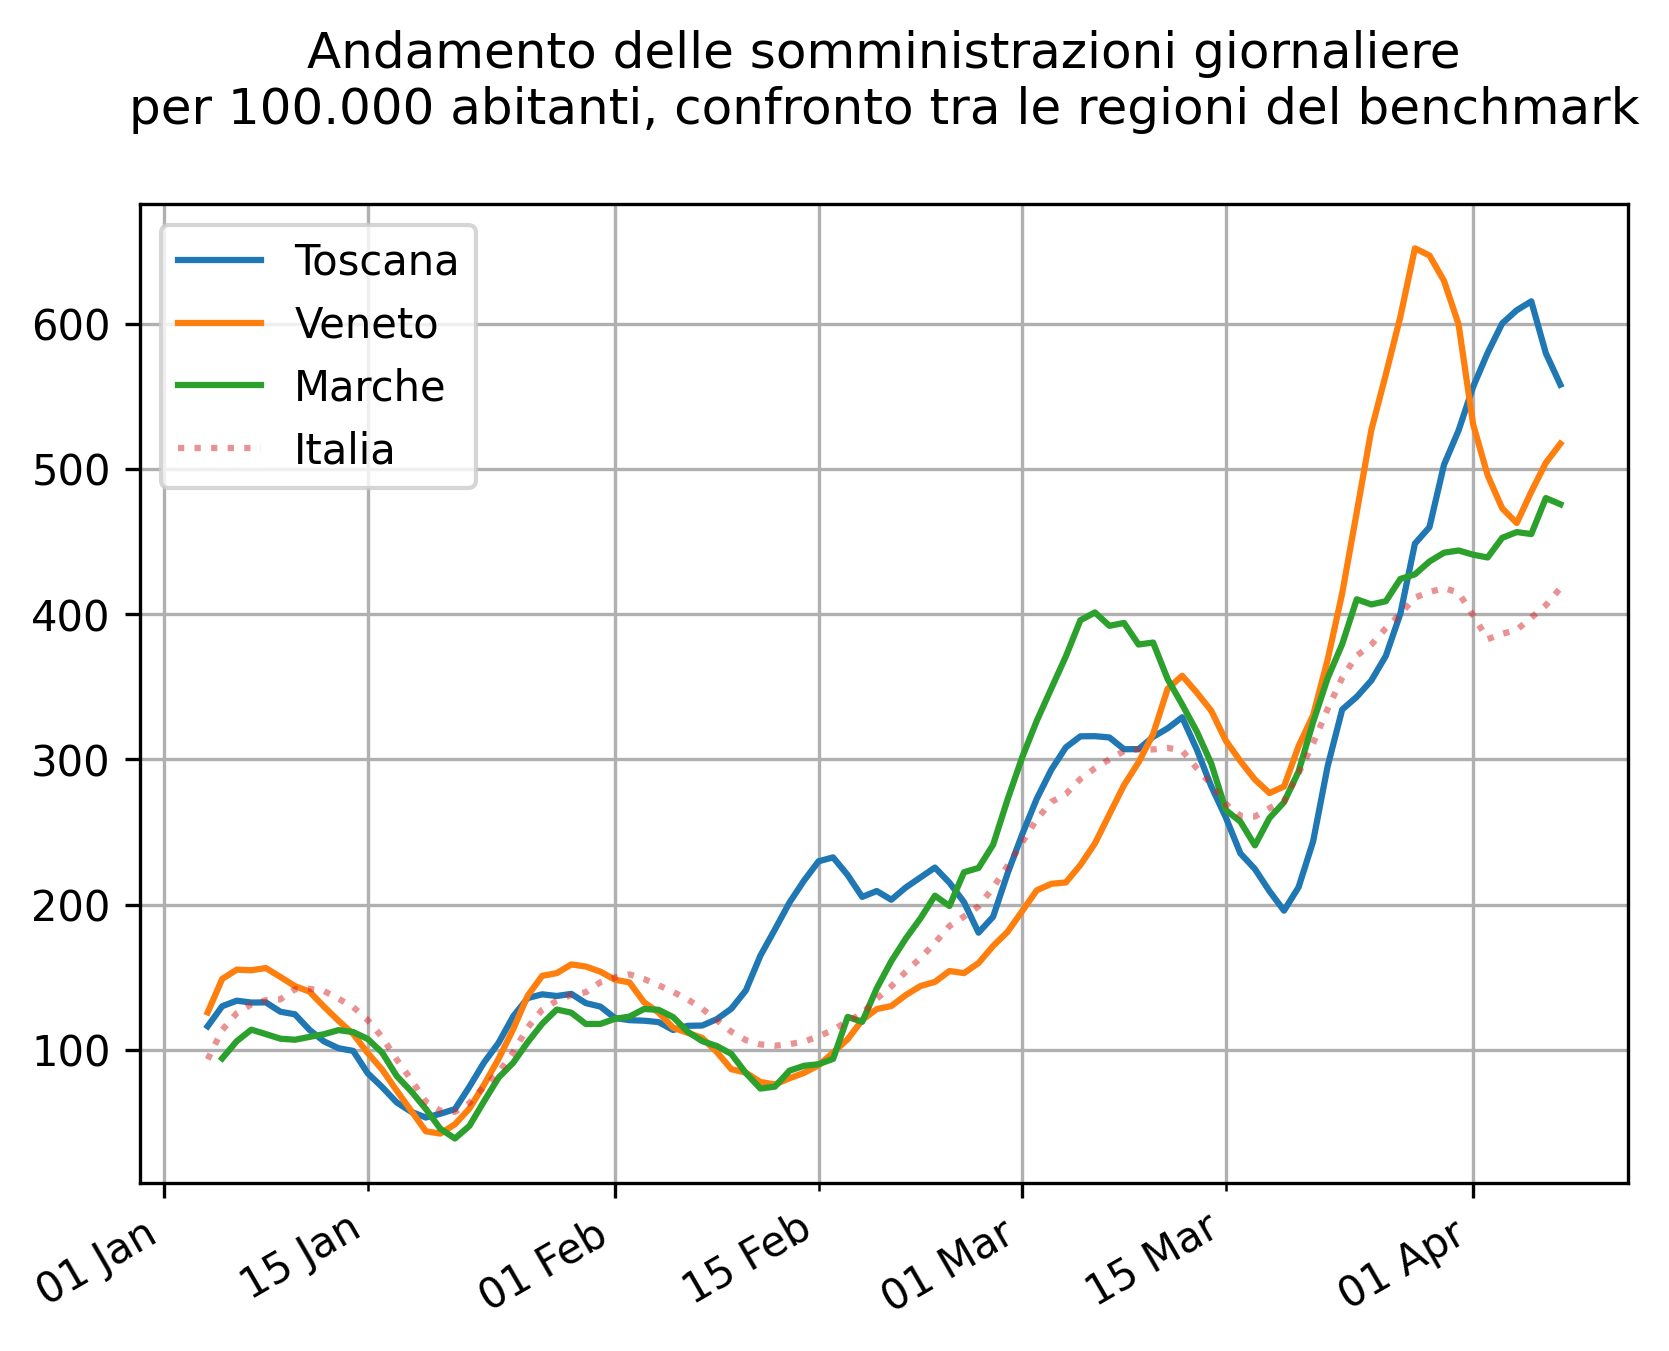 Andamento delle somministrazioni giornaliere
per 100.000 abitanti, confronto tra le regioni del benchmark
Toscana
Veneto
Marche
Italia
600
500
400
300
200
100
01 Jan
15 Jan
01 Feb
15 Feb
01 Mar
15 Mar
01 Apr